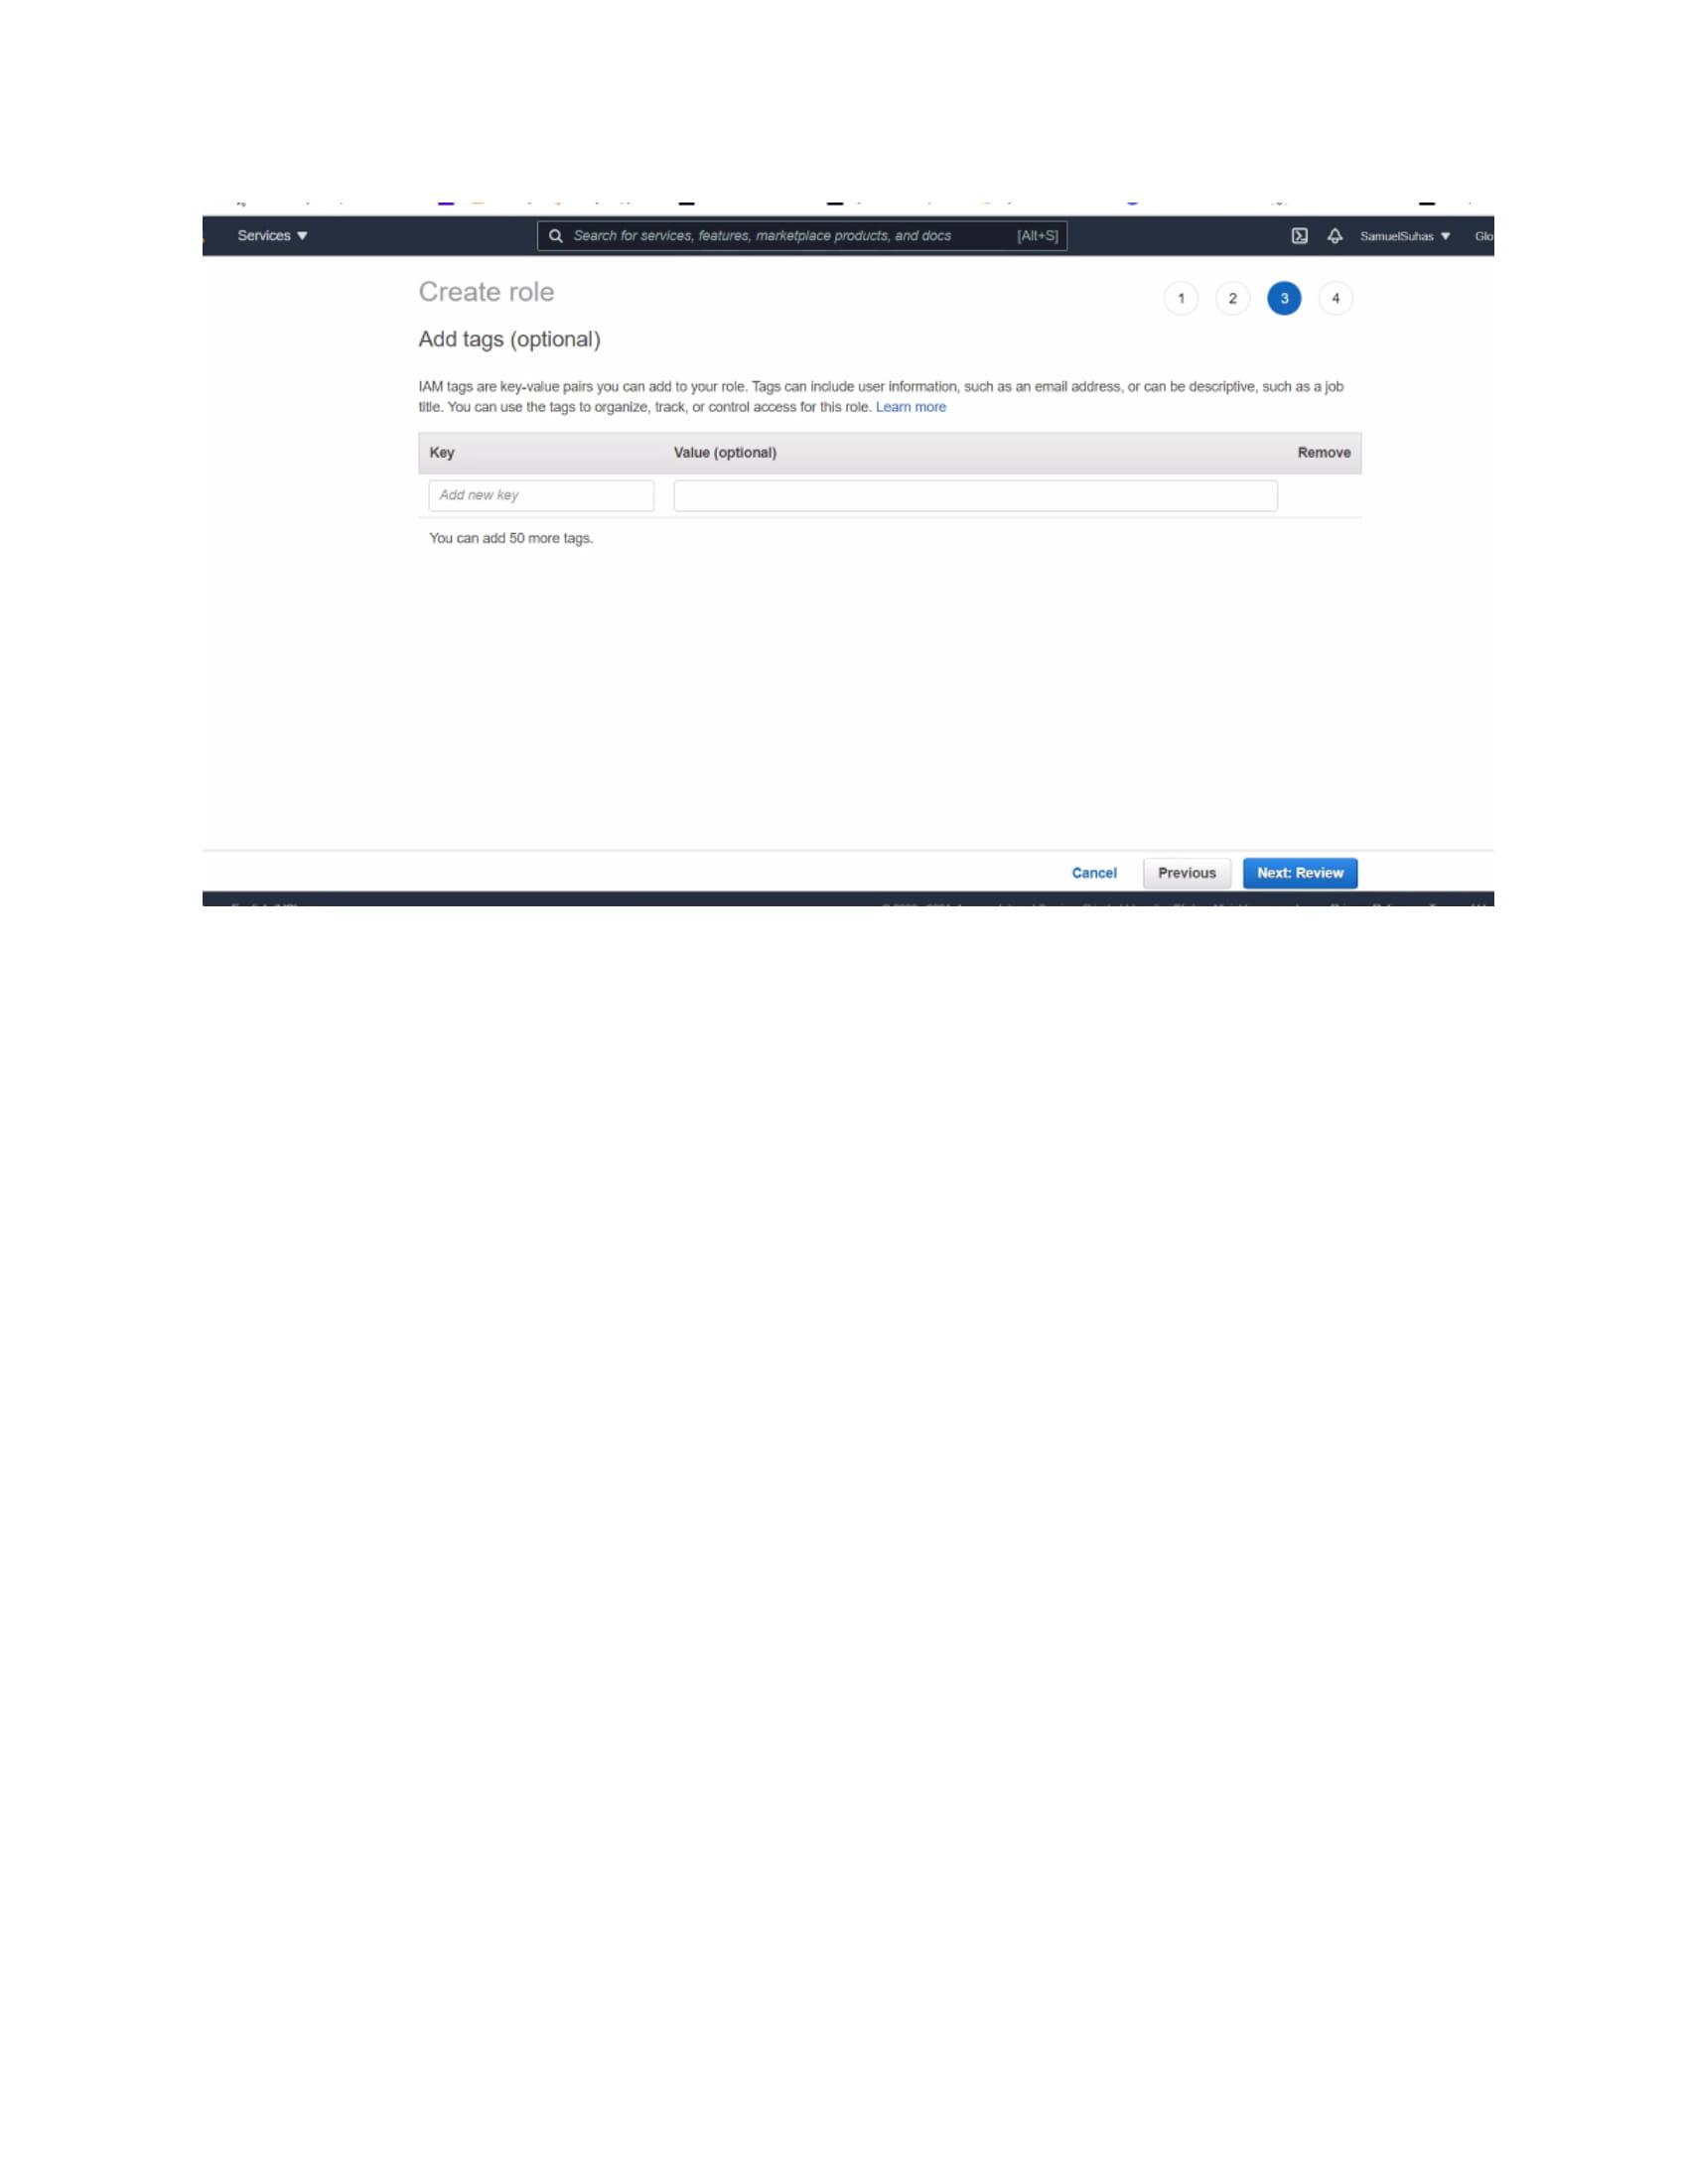 Services ▼ Search for services, features, marketplace products, and docs [Alt+S] SamuelSuhas ▼ Glo
Create role 1 2 3 4
Add tags (optional)
IAM tags are key-value pairs you can add to your role. Tags can include user information, such as an email address, or can be descriptive, such as a job
title. You can use the tags to organize, track, or control access for this role. Learn more
Key Value (optional) Remove
Add new key
You can add 50 more tags.
Cancel Previous Next: Review